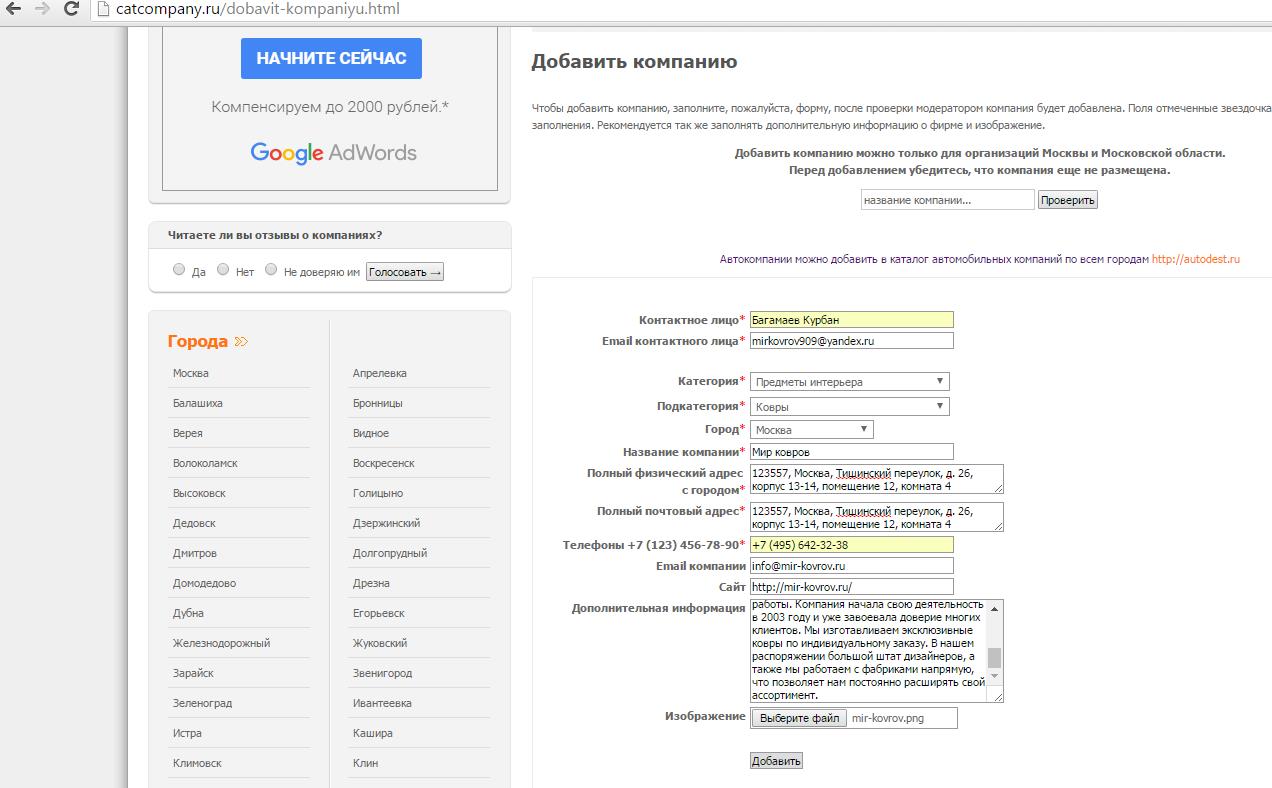 catcompany.ru/dobavit-kompaniyu.html
НАЧНИТЕ СЕЙЧАС
Компенсируем до 2000 рублей.*
Google AdWords
Читаете ли вы отзывы о компаниях?
Да Нет Не доверяю им Голосовать →
Города
Москва Апрелевка
Балашиха Бронницы
Верея Видное
Волоколамск Воскресенск
Высоковск Голицыно
Дедовск Дзержинский
Дмитров Долгопрудный
Домодедово Дрезна
Дубна Егорьевск
Железнодорожный Жуковский
Зарайск Звенигород
Зеленоград Ивантеевка
Истра Кашира
Климовск Клин
Добавить компанию
Чтобы добавить компанию, заполните, пожалуйста, форму, после проверки модератором компания будет добавлена. Поля отмеченные звездочка
заполнения. Рекомендуется так же заполнять дополнительную информацию о фирме и изображение.
Добавить компанию можно только для организаций Москвы и Московской области.
Перед добавлением убедитесь, что компания еще не размещена.
название компании... Проверить
Автокомпании можно добавить в каталог автомобильных компаний по всем городам http://autodest.ru
Контактное лицо* Багамаев Курбан
Email контактного лица* mirkovrov909@yandex.ru
Категория* Предметы интерьера
Подкатегория* Ковры
Город* Москва
Название компании* Мир ковров
Полный физический адрес
с городом*
123557, Москва, Тишинский переулок, д. 26,
корпус 13-14, помещение 12, комната 4
Полный почтовый адрес*
123557, Москва, Тишинский переулок, д. 26,
корпус 13-14, помещение 12, комната 4
Телефоны +7 (123) 456-78-90* +7 (495) 642-32-38
Email компании info@mir-kovrov.ru
Сайт http://mir-kovrov.ru/
Дополнительная информация
работы. Компания начала свою деятельность
в 2003 году и уже завоевала доверие многих
клиентов. Мы изготавливаем эксклюзивные
ковры по индивидуальному заказу. В нашем
распоряжении большой штат дизайнеров, а
также мы работаем с фабриками напрямую,
что позволяет нам постоянно расширять свой
ассортимент.
Изображение Выберите файл mir-kovrov.png
Добавить